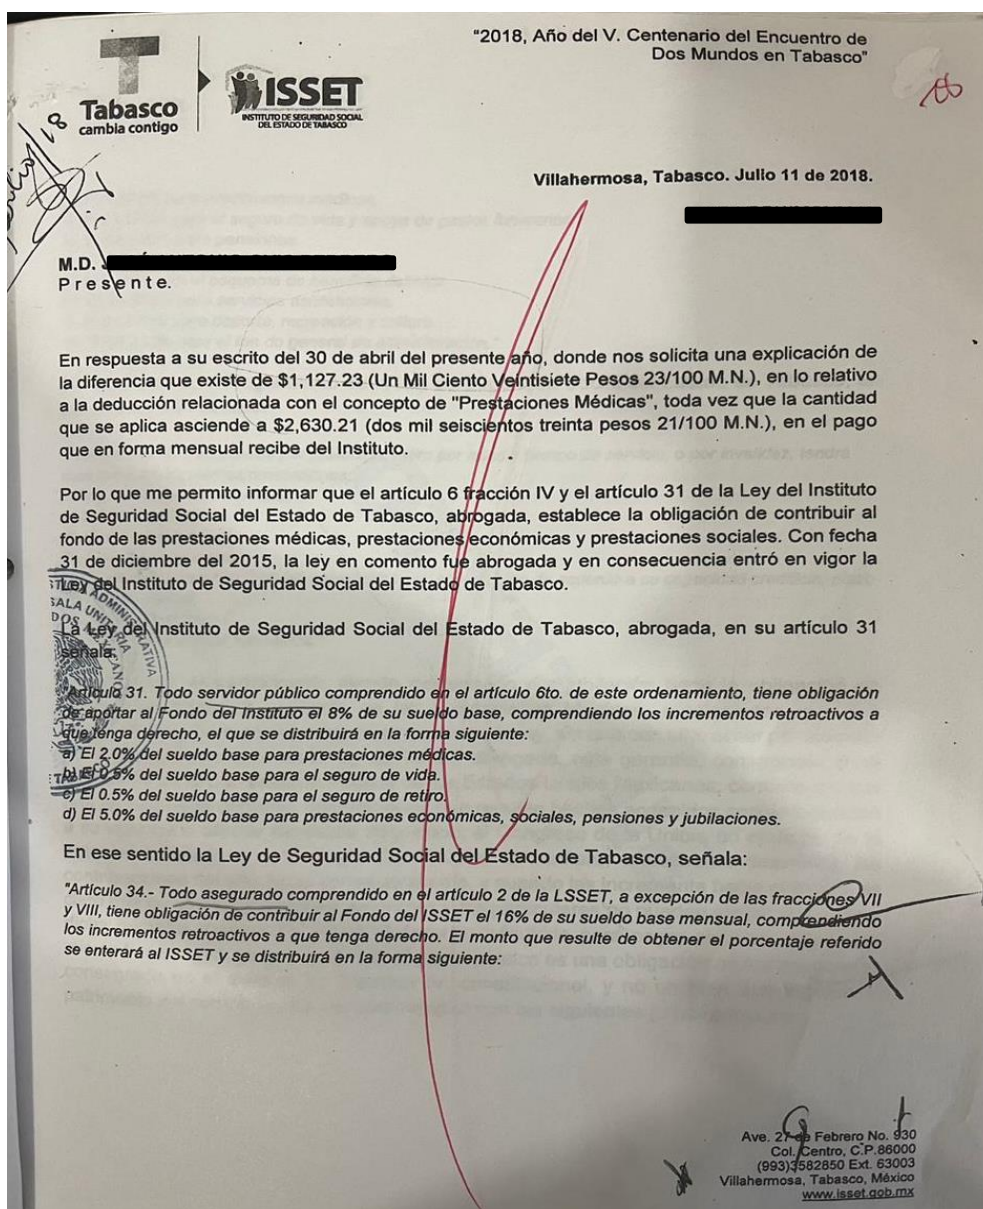 "2018, Año del V. Centenario del Encuentro de
Dos Mundos en Tabasco"
Tabasco
cambia contigo
ISSET
INSTITUTO DE SEGURIDAD SOCIAL
DEL ESTADO DE TABASCO
Villahermosa, Tabasco. Julio 11 de 2018.
M.D.
Presente.
En respuesta a su escrito del 30 de abril del presente año, donde nos solicita una explicación de
la diferencia que existe de $1,127.23 (Un Mil Ciento Veintisiete Pesos 23/100 M.N.), en lo relativo
a la deducción relacionada con el concepto de "Prestaciones Médicas", toda vez que la cantidad
que se aplica asciende a $2,630.21 (dos mil seiscientos treinta pesos 21/100 M.N.), en el pago
que en forma mensual recibe del Instituto.
Por lo que me permito informar que el artículo 6 fracción IV y el artículo 31 de la Ley del Instituto
de Seguridad Social del Estado de Tabasco, abrogada, establece la obligación de contribuir al
fondo de las prestaciones médicas, prestaciones económicas y prestaciones sociales. Con fecha
31 de diciembre del 2015, la ley en comento fue abrogada y en consecuencia entró en vigor la
Ley del Instituto de Seguridad Social del Estado de Tabasco.
La Ley del Instituto de Seguridad Social del Estado de Tabasco, abrogada, en su artículo 31
señala:
"Artículo 31. Todo servidor público comprendido en el artículo 6to. de este ordenamiento, tiene obligación
de aportar al Fondo del Instituto el 8% de su sueldo base, comprendiendo los incrementos retroactivos a
que tenga derecho, el que se distribuirá en la forma siguiente:
a) El 2.0% del sueldo base para prestaciones médicas.
b) El 0.5% del sueldo base para el seguro de vida.
c) El 0.5% del sueldo base para el seguro de retiro.
d) El 5.0% del sueldo base para prestaciones económicas, sociales, pensiones y jubilaciones.
En ese sentido la Ley de Seguridad Social del Estado de Tabasco, señala:
"Artículo 34.- Todo asegurado comprendido en el artículo 2 de la LSSET, a excepción de las fracciones VII
y VIII, tiene obligación de contribuir al Fondo del ISSET el 16% de su sueldo base mensual, comprendiendo
los incrementos retroactivos a que tenga derecho. El monto que resulte de obtener el porcentaje referido
se enterará al ISSET y se distribuirá en la forma siguiente:
Ave. 27 de Febrero No. 930
Col. Centro, C.P.86000
(993)3582850 Ext. 63003
Villahermosa, Tabasco, México
www.isset.gob.mx